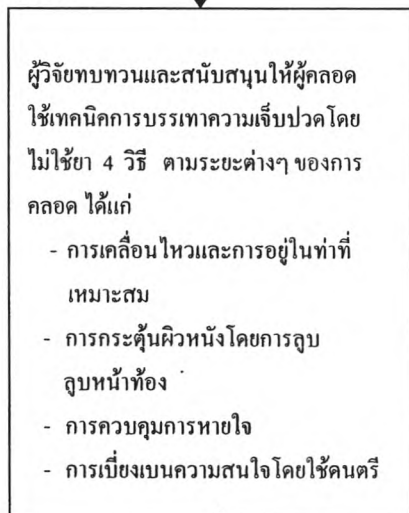 ผู้วิจัยทบทวนและสนับสนุนให้ผู้คลอด
ใช้เทคนิคการบรรเทาความเจ็บปวดโดย
ไม่ใช้ยา 4 วิธี ตามระยะต่างๆ ของการ
คลอด ได้แก่
- การเคลื่อนไหวและการอยู่ในท่าที่
เหมาะสม
- การกระตุ้นผิวหนังโดยการลูบ
ลูบหน้าท้อง
- การควบคุมการหายใจ
- การเบี่ยงเบนความสนใจโดยใช้ดนตรี